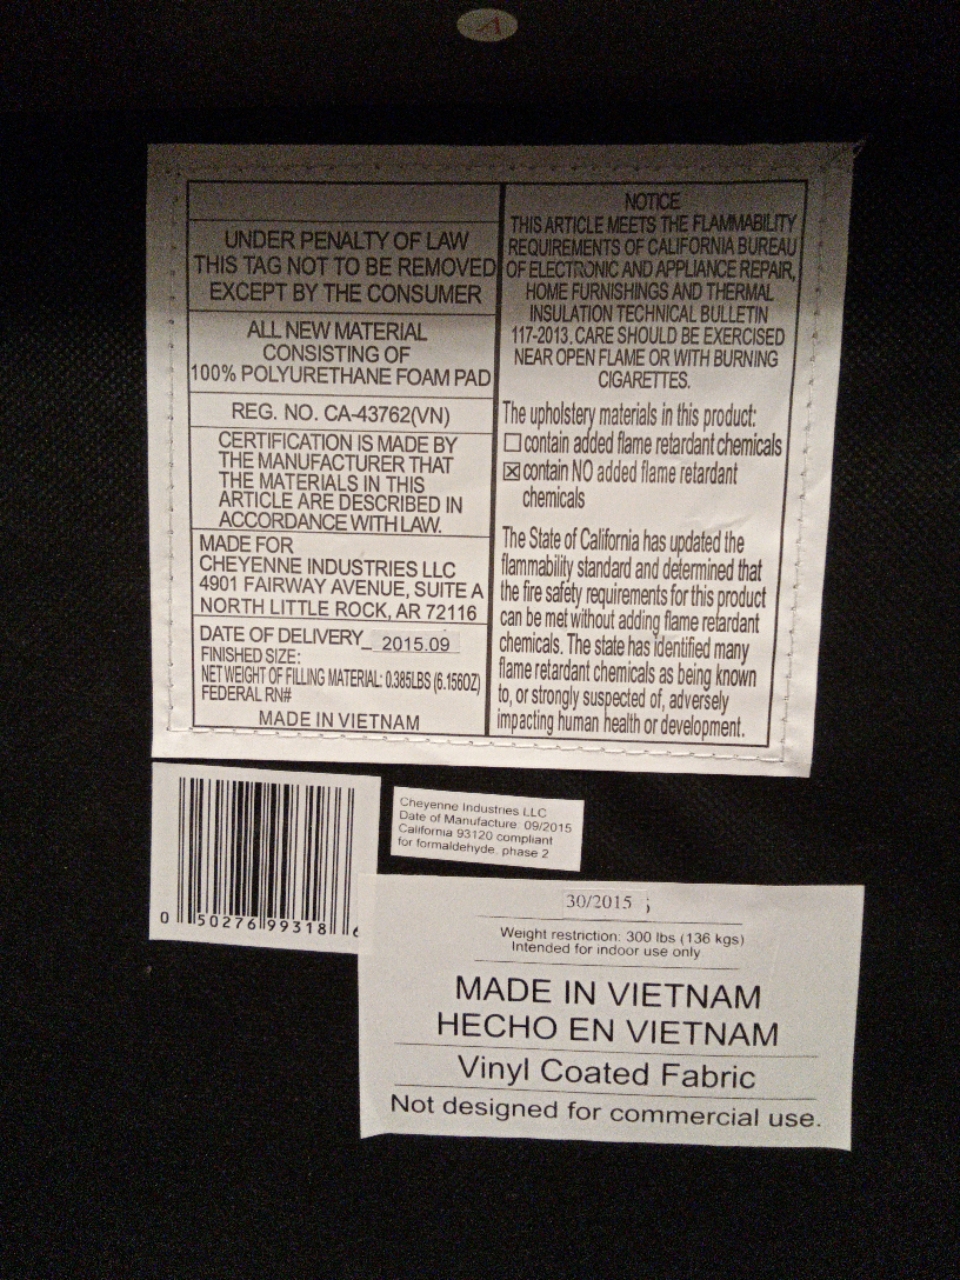 A
UNDER PENALTY OF LAW
THIS TAG NOT TO BE REMOVED
EXCEPT BY THE CONSUMER
ALL NEW MATERIAL
CONSISTING OF
100% POLYURETHANE FOAM PAD
REG. NO. CA-43762(VN)
CERTIFICATION IS MADE BY
THE MANUFACTURER THAT
THE MATERIALS IN THIS
ARTICLE ARE DESCRIBED IN
ACCORDANCE WITH LAW.
MADE FOR
CHEYENNE INDUSTRIES LLC
4901 FAIRWAY AVENUE, SUITE A
NORTH LITTLE ROCK, AR 72116
DATE OF DELIVERY_ 2015.09
FINISHED SIZE:
NET WEIGHT OF FILLING MATERIAL: 0.385LBS (6.156OZ)
FEDERAL RN#
MADE IN VIETNAM
NOTICE
THIS ARTICLE MEETS THE FLAMMABILITY
REQUIREMENTS OF CALIFORNIA BUREAU
OF ELECTRONIC AND APPLIANCE REPAIR,
HOME FURNISHINGS AND THERMAL
INSULATION TECHNICAL BULLETIN
117-2013. CARE SHOULD BE EXERCISED
NEAR OPEN FLAME OR WITH BURNING
CIGARETTES.
The upholstery materials in this product:
☐ contain added flame retardant chemicals
☒ contain NO added flame retardant
chemicals
The State of California has updated the
flammability standard and determined that
the fire safety requirements for this product
can be met without adding flame retardant
chemicals. The state has identified many
flame retardant chemicals as being known
to, or strongly suspected of, adversely
impacting human health or development.
0 50276 99318 6
Cheyenne Industries LLC
Date of Manufacture: 09/2015
California 93120 compliant
for formaldehyde, phase 2
30/2015 ;
Weight restriction: 300 lbs (136 kgs)
Intended for indoor use only
MADE IN VIETNAM
HECHO EN VIETNAM
Vinyl Coated Fabric
Not designed for commercial use.